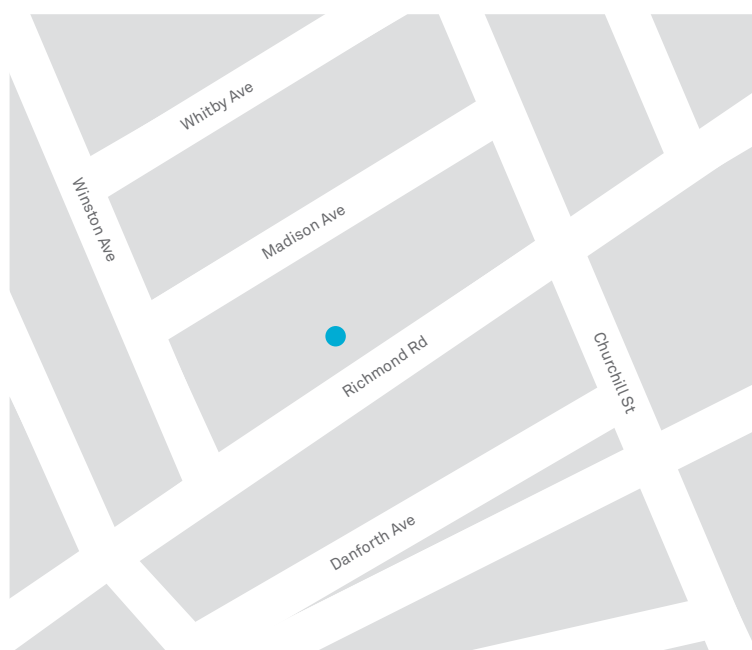 Whitby Ave
Winston Ave
Madison Ave
Richmond Rd
Churchill St
Danforth Ave